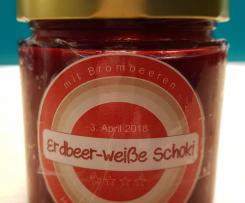 mit Brombeeren
3. April 2018
Erdbeer-Weiße Schoki